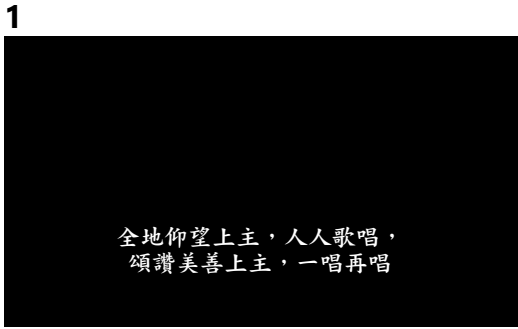 1
全地仰望上主，人人歌唱，
頌讚美善上主，一唱再唱